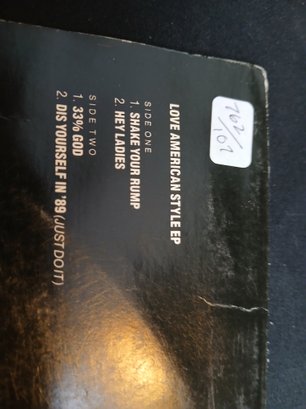 LOVE AMERICAN STYLE EP
SIDE ONE
1. SHAKE YOUR RUMP
2. HEY LADIES
SIDE TWO
1. 33% GOD
2. DIS YOURSELF IN '89 (JUST DO IT)
762/